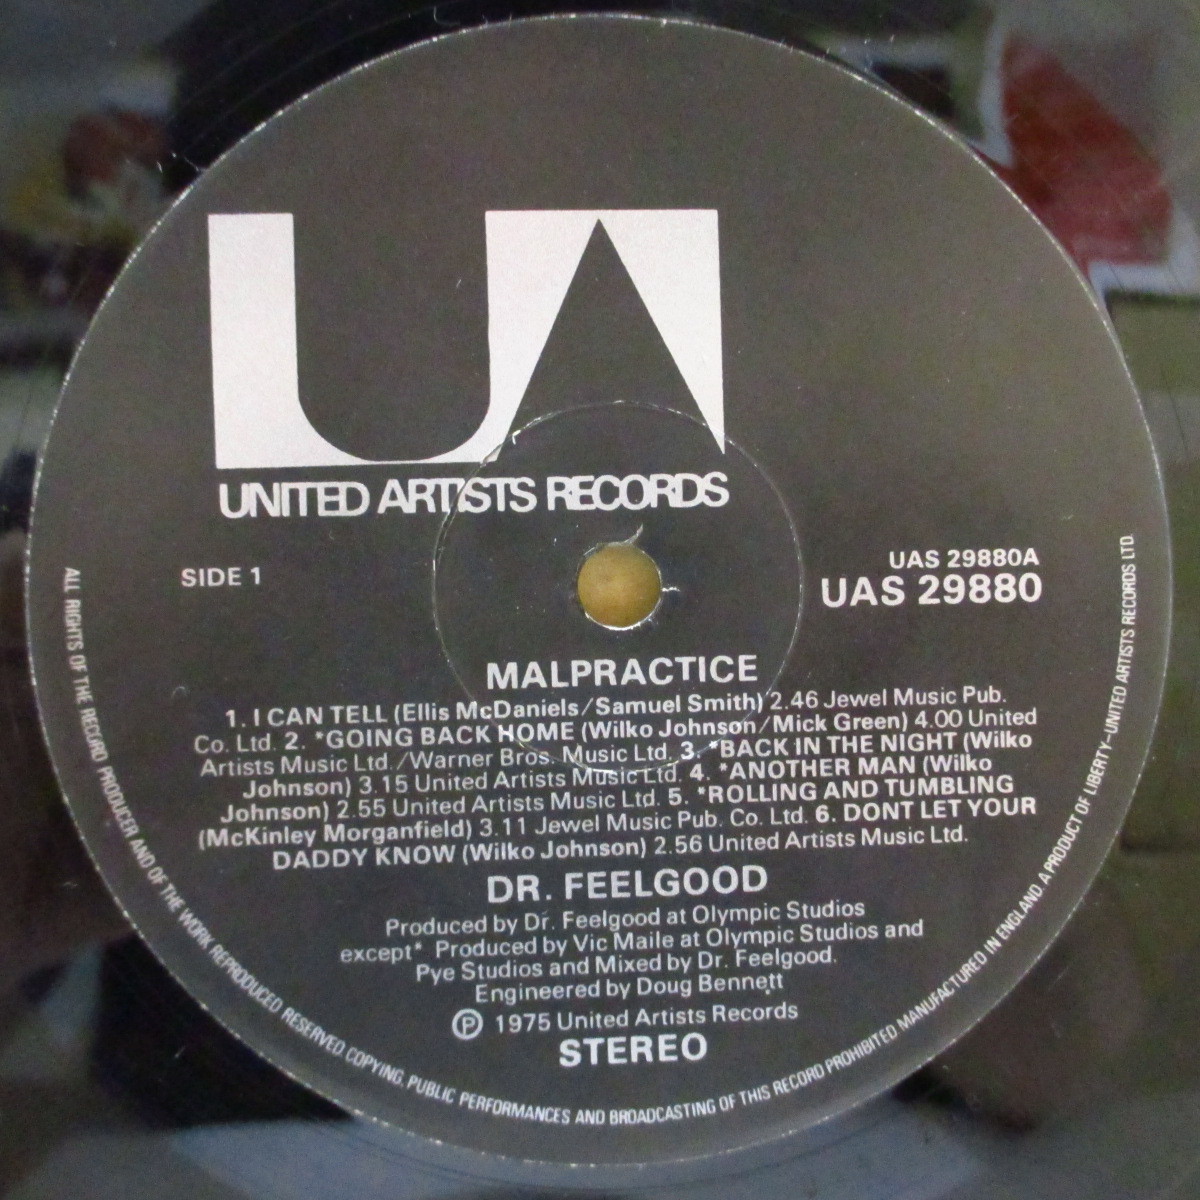 UA
UNITED ARTISTS RECORDS
SIDE 1
UAS 29880A
UAS 29880
MALPRACTICE
1. I CAN TELL (Ellis McDaniels/Samuel Smith) 2.46 Jewel Music Pub.
Co. Ltd. 2. *GOING BACK HOME (Wilko Johnson/Mick Green) 4.00 United
Artists Music Ltd./Warner Bros. Music Ltd. 3. *BACK IN THE NIGHT (Wilko
Johnson) 3.15 United Artists Music Ltd. 4. *ANOTHER MAN (Wilko
Johnson) 2.55 United Artists Music Ltd. 5. *ROLLING AND TUMBLING
(McKinley Morganfield) 3.11 Jewel Music Pub. Co. Ltd. 6. DONT LET YOUR
DADDY KNOW (Wilko Johnson) 2.56 United Artists Music Ltd.
DR. FEELGOOD
Produced by Dr. Feelgood at Olympic Studios
except* Produced by Vic Maile at Olympic Studios and
Pye Studios and Mixed by Dr. Feelgood.
Engineered by Doug Bennett
℗ 1975 United Artists Records
STEREO
ALL RIGHTS OF THE RECORD PRODUCER AND OF THE WORK REPRODUCED RESERVED. COPYING, PUBLIC PERFORMANCES AND BROADCASTING OF THIS RECORD PROHIBITED. MANUFACTURED IN ENGLAND. A PRODUCT OF LIBERTY-UNITED ARTISTS RECORDS LTD.